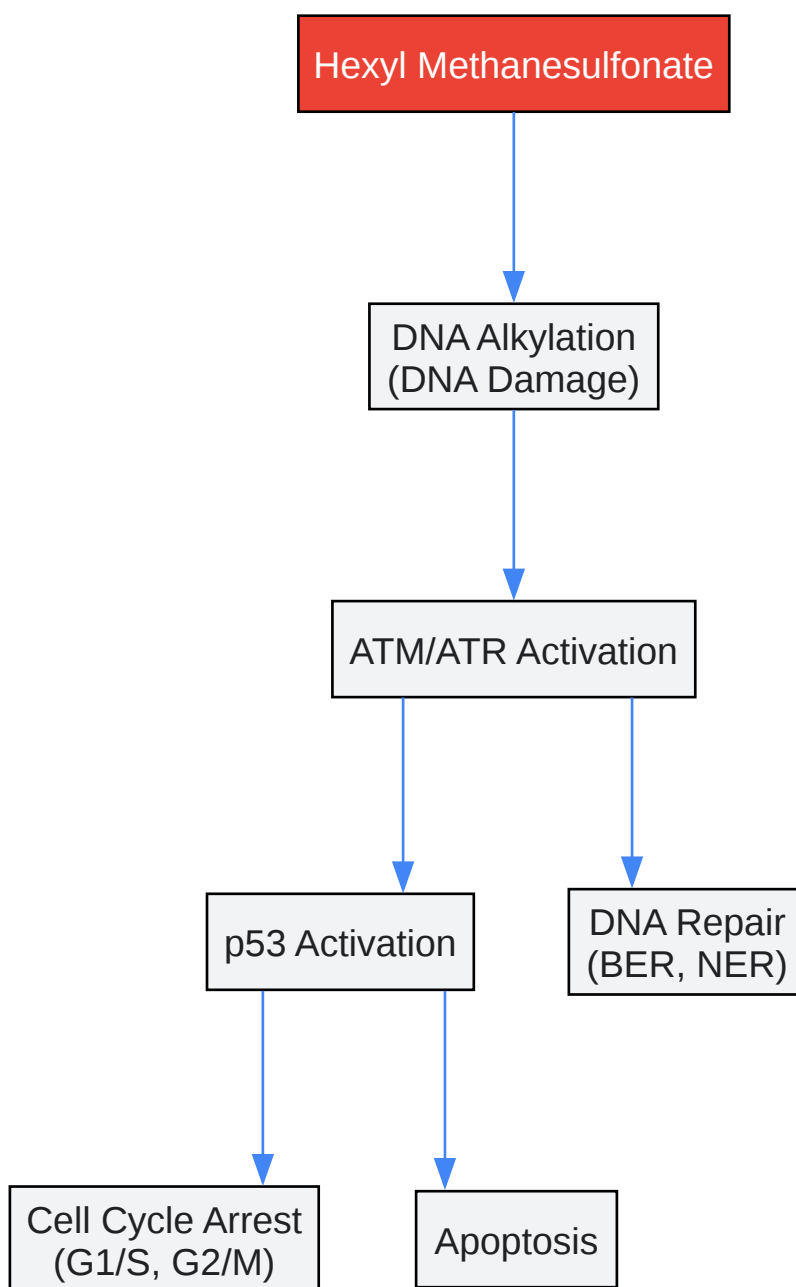 Hexyl Methanesulfonate
DNA Alkylation
(DNA Damage)
ATM/ATR Activation
p53 Activation
DNA Repair
(BER, NER)
Cell Cycle Arrest
(G1/S, G2/M)
Apoptosis